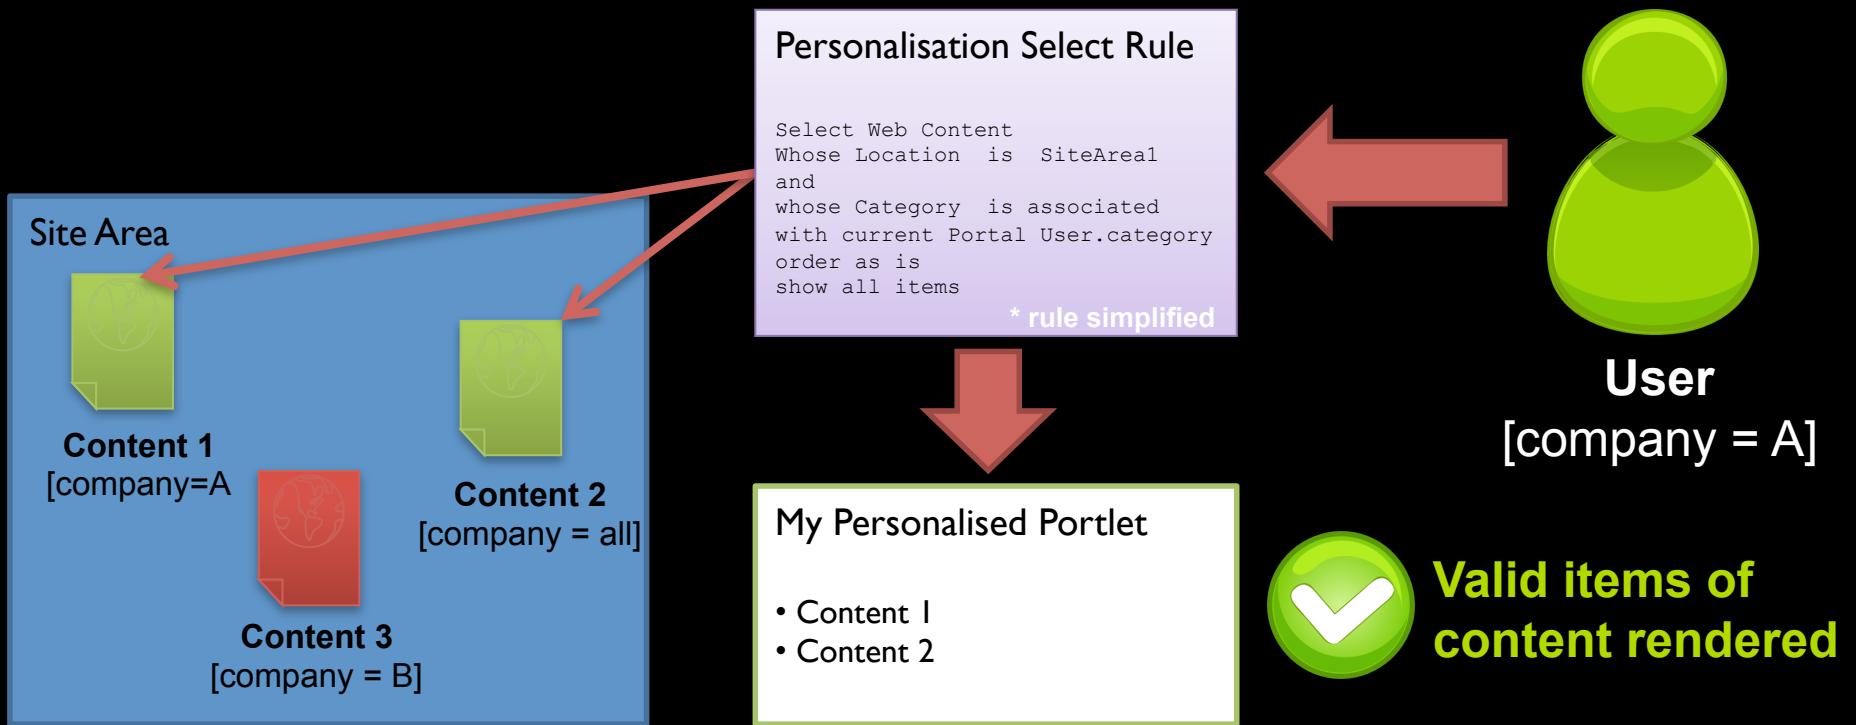 Personalisation Select Rule
Select Web Content
Whose Location  is  SiteArea1
and
whose Category  is associated
with current Portal User.category
order as is
show all items
* rule simplified
Site Area
Content 1
[company=A
Content 2
[company = all]
Content 3
[company = B]
My Personalised Portlet
• Content 1
• Content 2
User
[company = A]
Valid items of
content rendered